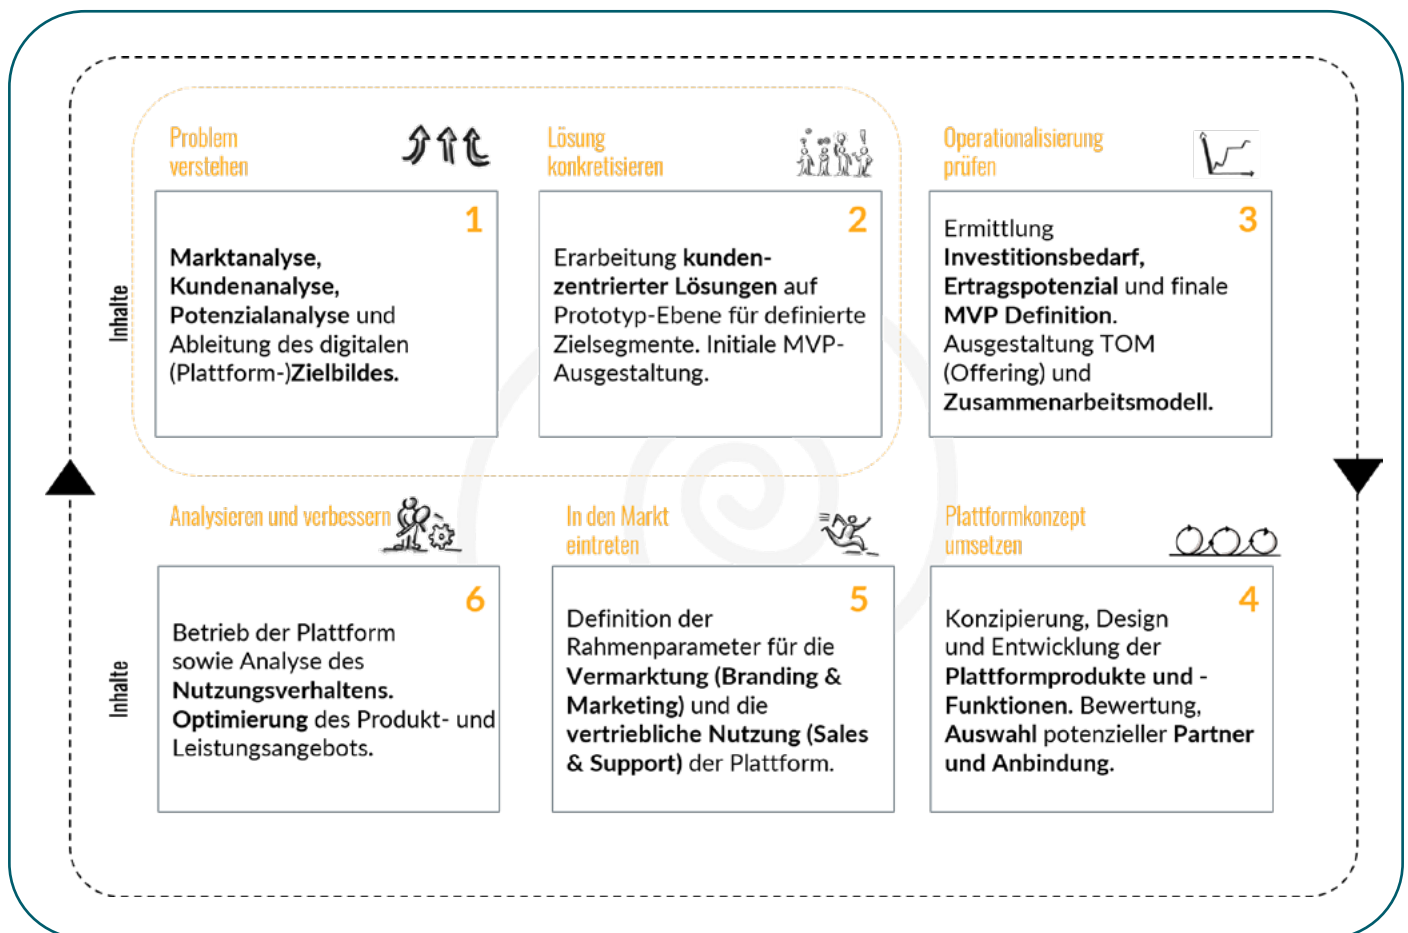 Problem
verstehen
1
Marktanalyse,
Kundenanalyse,
Potenzialanalyse und
Ableitung des digitalen
(Plattform-)Zielbildes.
Lösung
konkretisieren
2
Erarbeitung kunden-
zentrierter Lösungen auf
Prototyp-Ebene für definierte
Zielsegmente. Initiale MVP-
Ausgestaltung.
Operationalisierung
prüfen
3
Ermittlung
Investitionsbedarf,
Ertragspotenzial und finale
MVP Definition.
Ausgestaltung TOM
(Offering) und
Zusammenarbeitsmodell.
Inhalte
Plattformkonzept
umsetzen
4
Konzipierung, Design
und Entwicklung der
Plattformprodukte und -
Funktionen. Bewertung,
Auswahl potenzieller Partner
und Anbindung.
In den Markt
eintreten
5
Definition der
Rahmenparameter für die
Vermarktung (Branding &
Marketing) und die
vertriebliche Nutzung (Sales
& Support) der Plattform.
Analysieren und verbessern
6
Betrieb der Plattform
sowie Analyse des
Nutzungsverhaltens.
Optimierung des Produkt- und
Leistungsangebots.
Inhalte